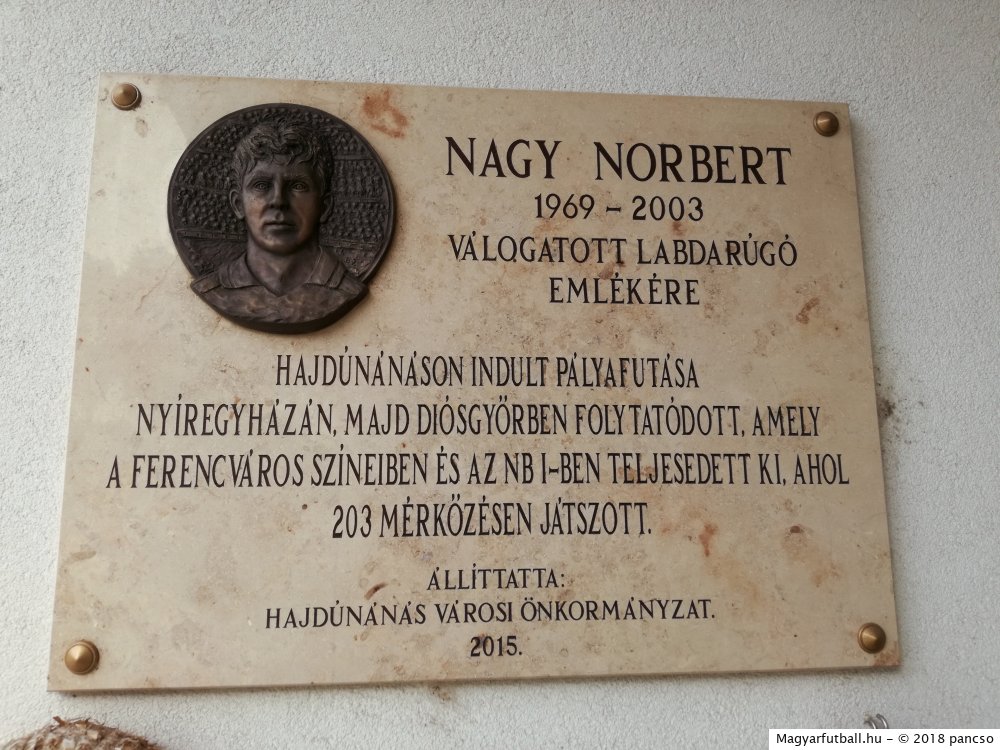 NAGY NORBERT
1969 – 2003
VÁLOGATOTT LABDARÚGÓ
EMLÉKÉRE
HAJDÚNÁNÁSON INDULT PÁLYAFUTÁSA
NYÍREGYHÁZÁN, MAJD DIÓSGYŐRBEN FOLYTATÓDOTT, AMELY
A FERENCVÁROS SZÍNEIBEN ÉS AZ NB I-BEN TELJESEDETT KI, AHOL
203 MÉRKŐZÉSEN JÁTSZOTT.
ÁLLÍTTATTA:
HAJDÚNÁNÁS VÁROSI ÖNKORMÁNYZAT.
2015.
Magyarfutball.hu - © 2018 pancso